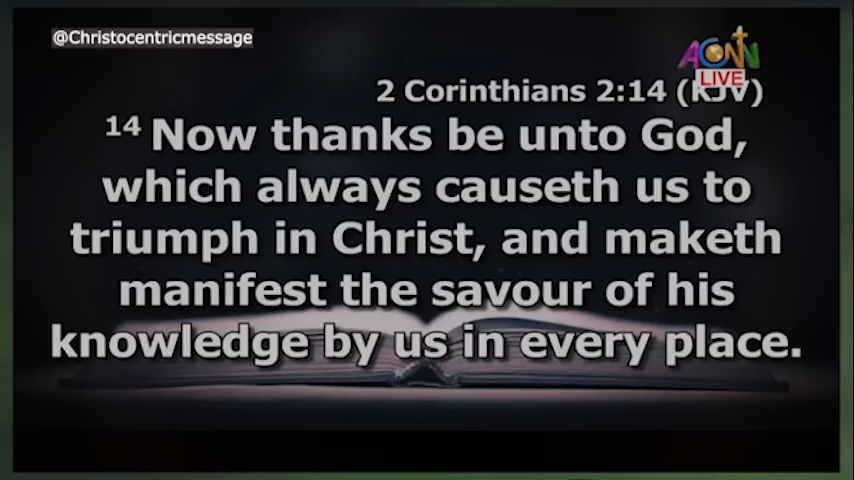 @Christocentricmessage
ACNN
LIVE
2 Corinthians 2:14 (KJV)
14 Now thanks be unto God,
which always causeth us to
triumph in Christ, and maketh
manifest the savour of his
knowledge by us in every place.